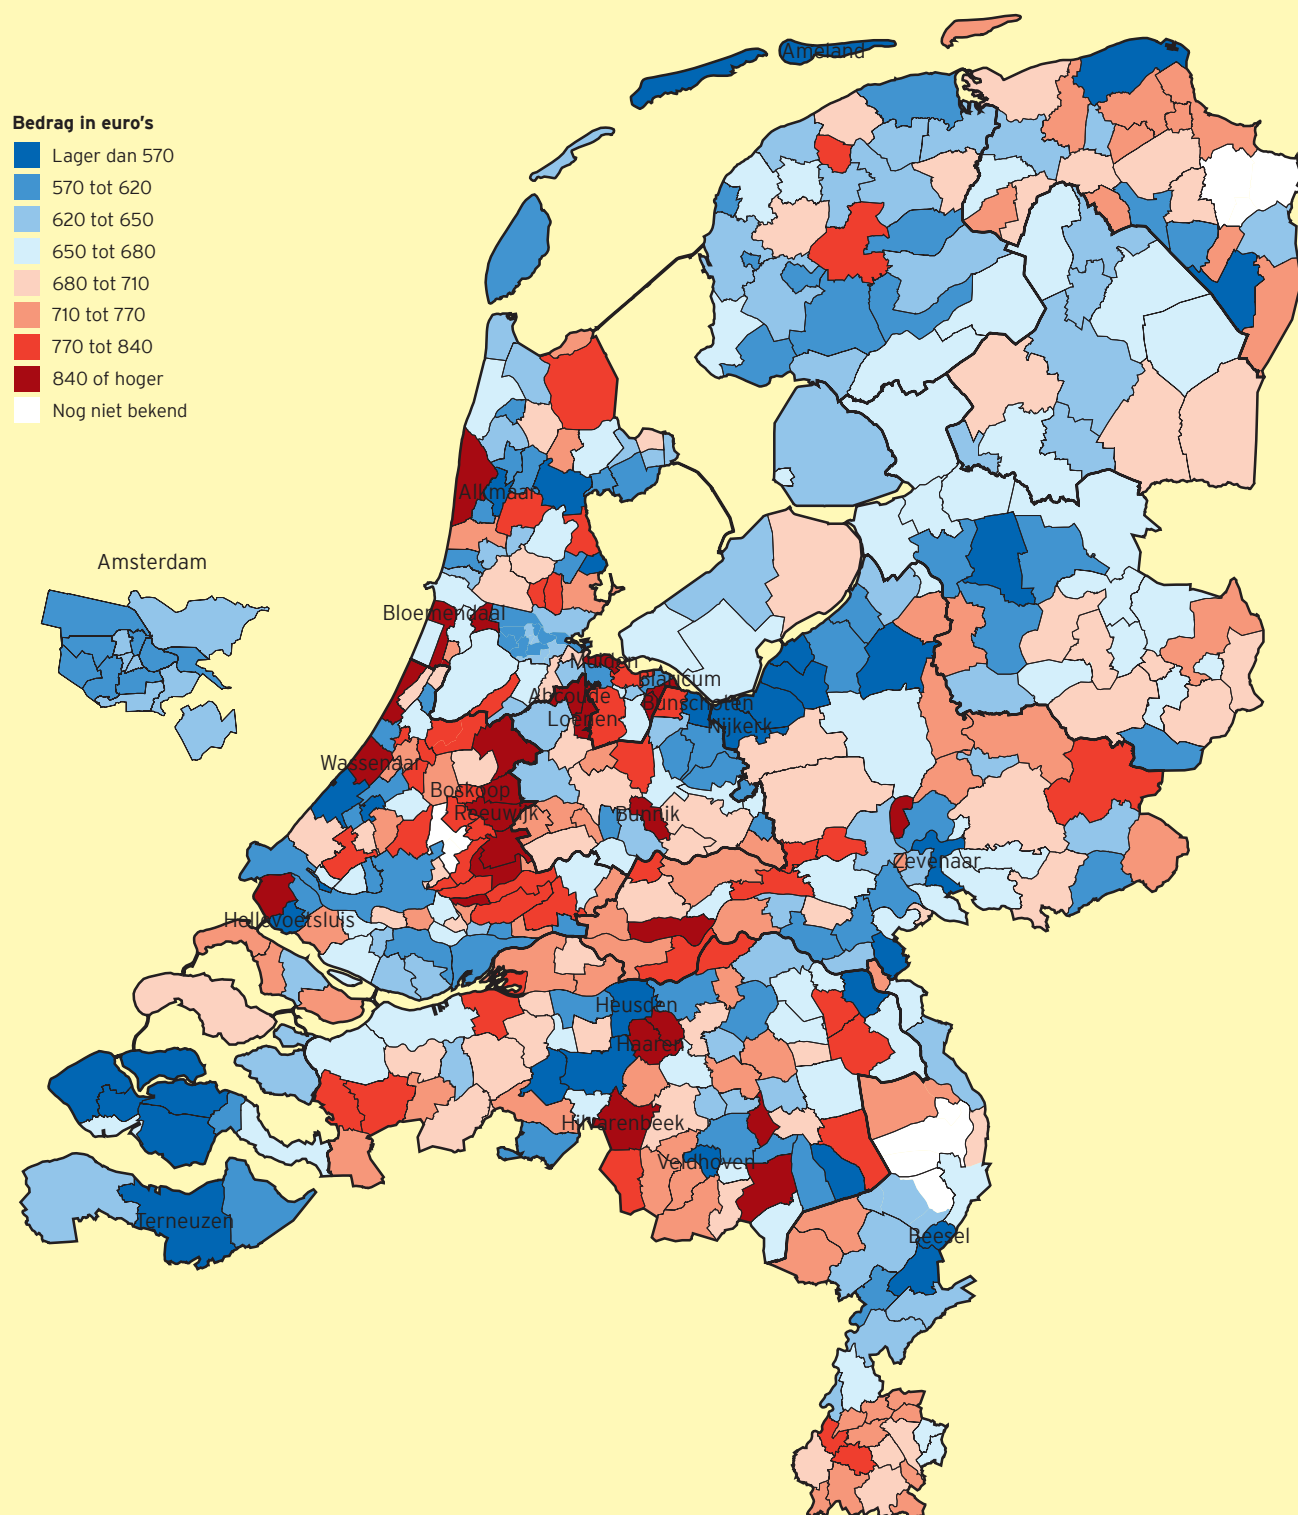 Ameland
Bedrag in euro's
Lager dan 570
570 tot 620
620 tot 650
650 tot 680
680 tot 710
710 tot 770
770 tot 840
840 of hoger
Nog niet bekend
Alkmaar
Amsterdam
Bloemendaal
Muiden
Blaricum
Abcoude
Bunschoten
Loenen
Nijkerk
Wassenaar
Boskoop
Reeuwijk
Bunnik
Zevenaar
Hellevoetsluis
Heusden
Haaren
Hilvarenbeek
Veldhoven
Terneuzen
Beesel